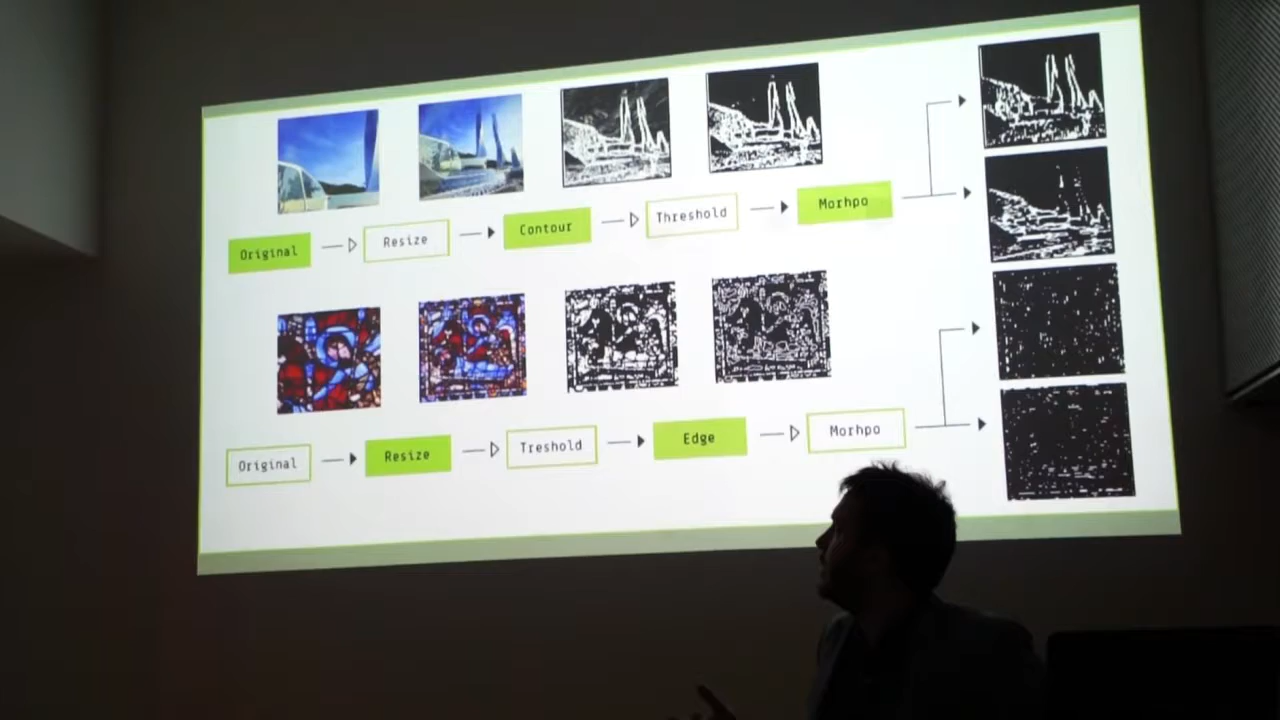 Original
Resize
Contour
Threshold
Morhpo
Original
Resize
Treshold
Edge
Morhpo